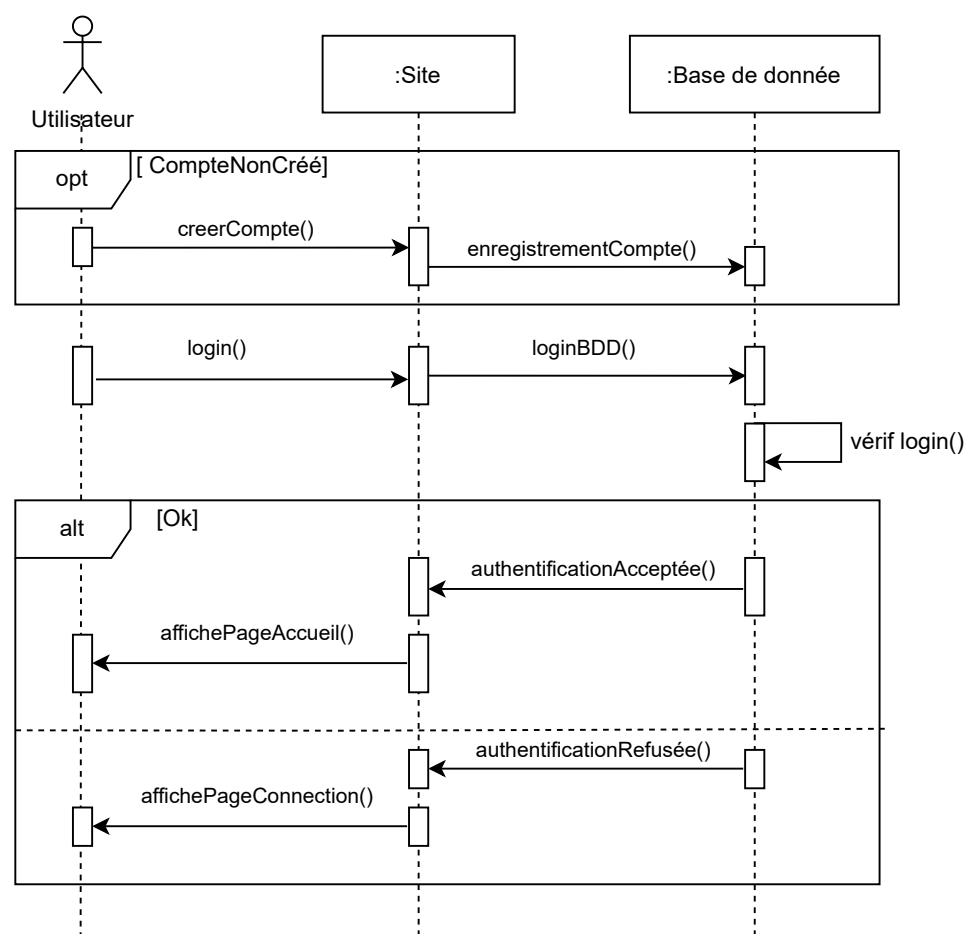 :Site
:Base de donnée
Utilisateur
opt
[ CompteNonCréé]
creerCompte()
enregistrementCompte()
login()
loginBDD()
vérif login()
alt
[Ok]
authentificationAcceptée()
affichePageAccueil()
authentificationRefusée()
affichePageConnection()